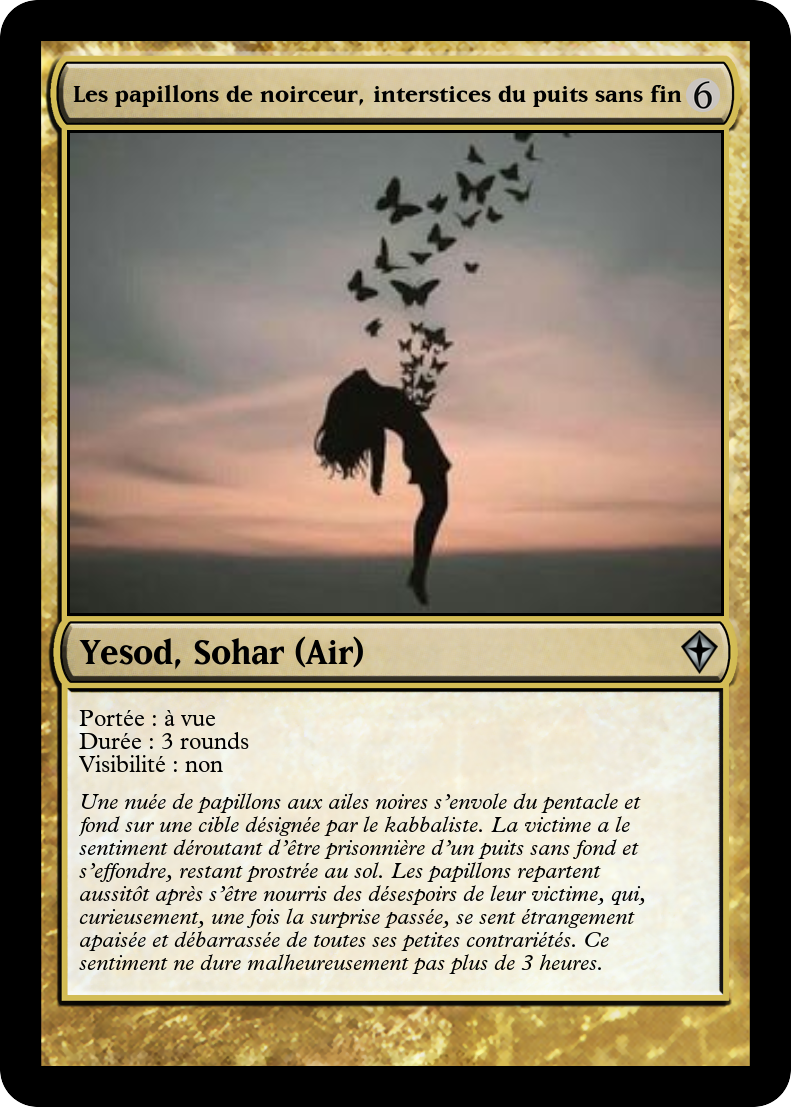 Les papillons de noirceur, interstices du puits sans fin 6
Yesod, Sohar (Air)
Portée : à vue
Durée : 3 rounds
Visibilité : non
Une nuée de papillons aux ailes noires s'envole du pentacle et
fond sur une cible désignée par le kabbaliste. La victime a le
sentiment déroutant d'être prisonnière d'un puits sans fond et
s'effondre, restant prostrée au sol. Les papillons repartent
aussitôt après s'être nourris des désespoirs de leur victime, qui,
curieusement, une fois la surprise passée, se sent étrangement
apaisée et débarrassée de toutes ses petites contrariétés. Ce
sentiment ne dure malheureusement pas plus de 3 heures.